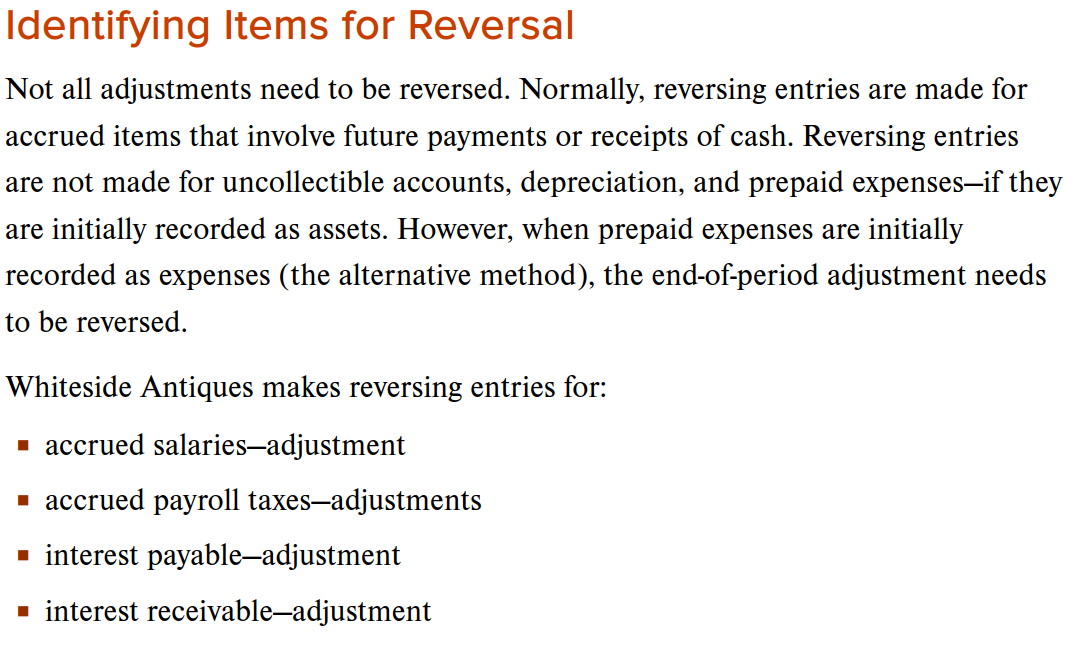 Identifying Items for Reversal
Not all adjustments need to be reversed. Normally, reversing entries are made for
accrued items that involve future payments or receipts of cash. Reversing entries
are not made for uncollectible accounts, depreciation, and prepaid expenses—if they
are initially recorded as assets. However, when prepaid expenses are initially
recorded as expenses (the alternative method), the end-of-period adjustment needs
to be reversed.
Whiteside Antiques makes reversing entries for:
▪ accrued salaries—adjustment
▪ accrued payroll taxes—adjustments
▪ interest payable—adjustment
▪ interest receivable—adjustment